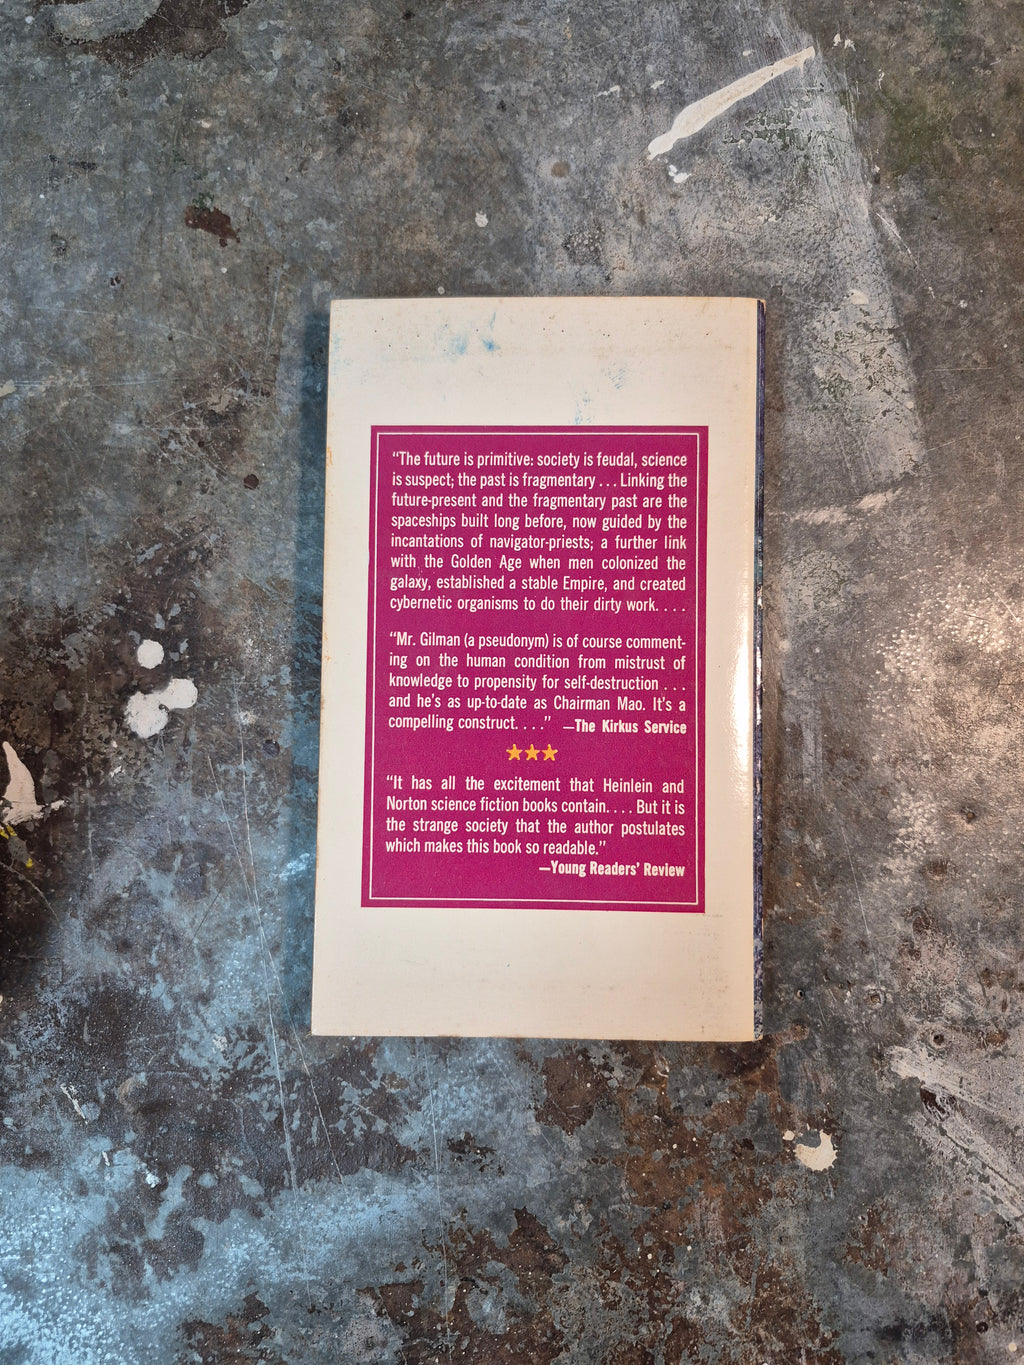 “The future is primitive: society is feudal, science
is suspect; the past is fragmentary . . . Linking the
future-present and the fragmentary past are the
spaceships built long before, now guided by the
incantations of navigator-priests; a further link
with the Golden Age when men colonized the
galaxy, established a stable Empire, and created
cybernetic organisms to do their dirty work. . . .
“Mr. Gilman (a pseudonym) is of course comment-
ing on the human condition from mistrust of
knowledge to propensity for self-destruction . . .
and he's as up-to-date as Chairman Mao. It's a
compelling construct. . . .” —The Kirkus Service
“It has all the excitement that Heinlein and
Norton science fiction books contain. . . . But it is
the strange society that the author postulates
which makes this book so readable.”
—Young Readers' Review